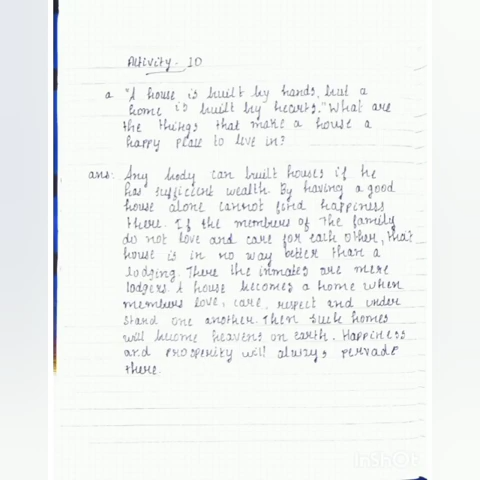 Activity - 10
a "A house is built by hands, but a
home is built by hearts." What are
the things that make a house a
happy place to live in?
ans: Any body can built houses if he
has sufficient wealth. By having a good
house alone cannot find happiness
there. If the members of the family
do not love and care for each other, that
house is in no way better than a
lodging. There the inmates are mere
lodgers. A house becomes a home when
members love, care, respect and under
stand one another. Then such homes
will become heavens on earth. Happiness
and prosperity will always pervade
there.
InShOt